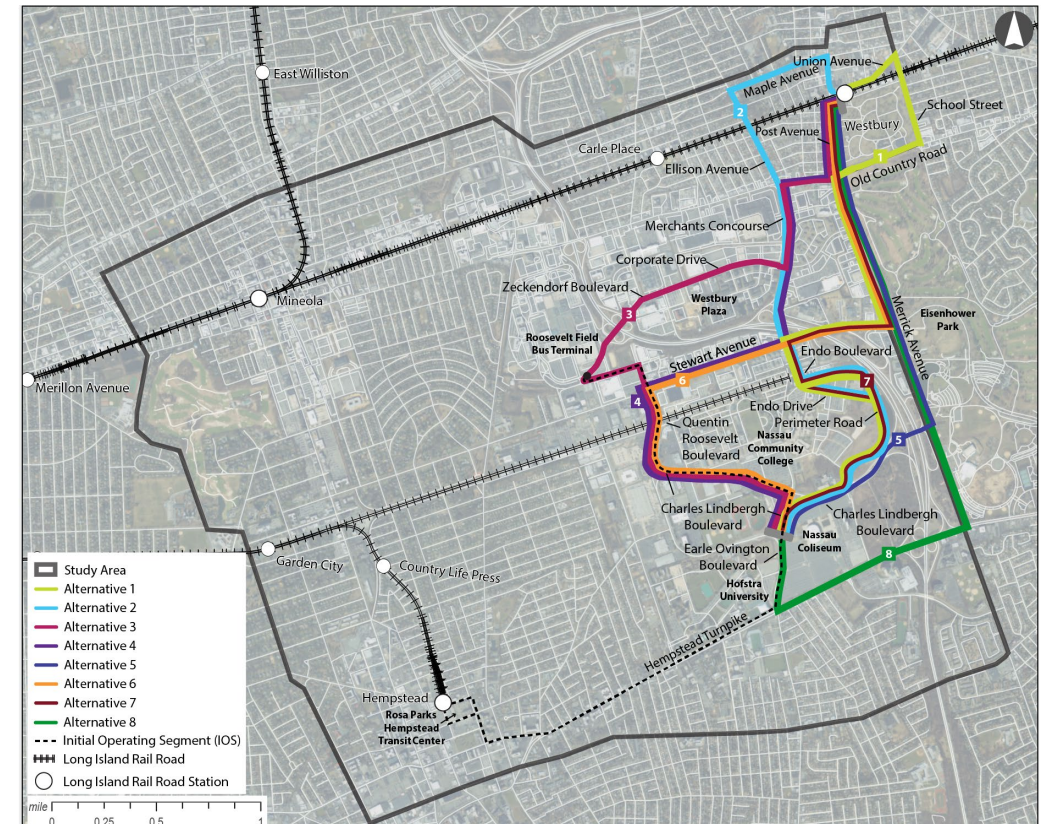 Union Avenue
Maple Avenue
East Williston
2
School Street
Post Avenue
Westbury
Carle Place
1
Old Country Road
Ellison Avenue
Merchants Concourse
Corporate Drive
Zeckendorf Boulevard
Mineola
Westbury
Plaza
3
Merrick Avenue
Eisenhower
Park
Roosevelt Field
Bus Terminal
Stewart Avenue
Endo Boulevard
Merillon Avenue
6
7
4
Endo Drive
Perimeter Road
Quentin
Roosevelt
Boulevard
Nassau
Community
College
5
Charles Lindbergh
Boulevard
Charles Lindbergh
Boulevard
Nassau
Coliseum
Earle Ovington
Boulevard
8
Garden City
Country Life Press
Hofstra
University
Hempstead Turnpike
Hempstead
Rosa Parks
Hempstead
Transit Center
Study Area
Alternative 1
Alternative 2
Alternative 3
Alternative 4
Alternative 5
Alternative 6
Alternative 7
Alternative 8
Initial Operating Segment (IOS)
Long Island Rail Road
Long Island Rail Road Station
mile
0 0.25 0.5 1